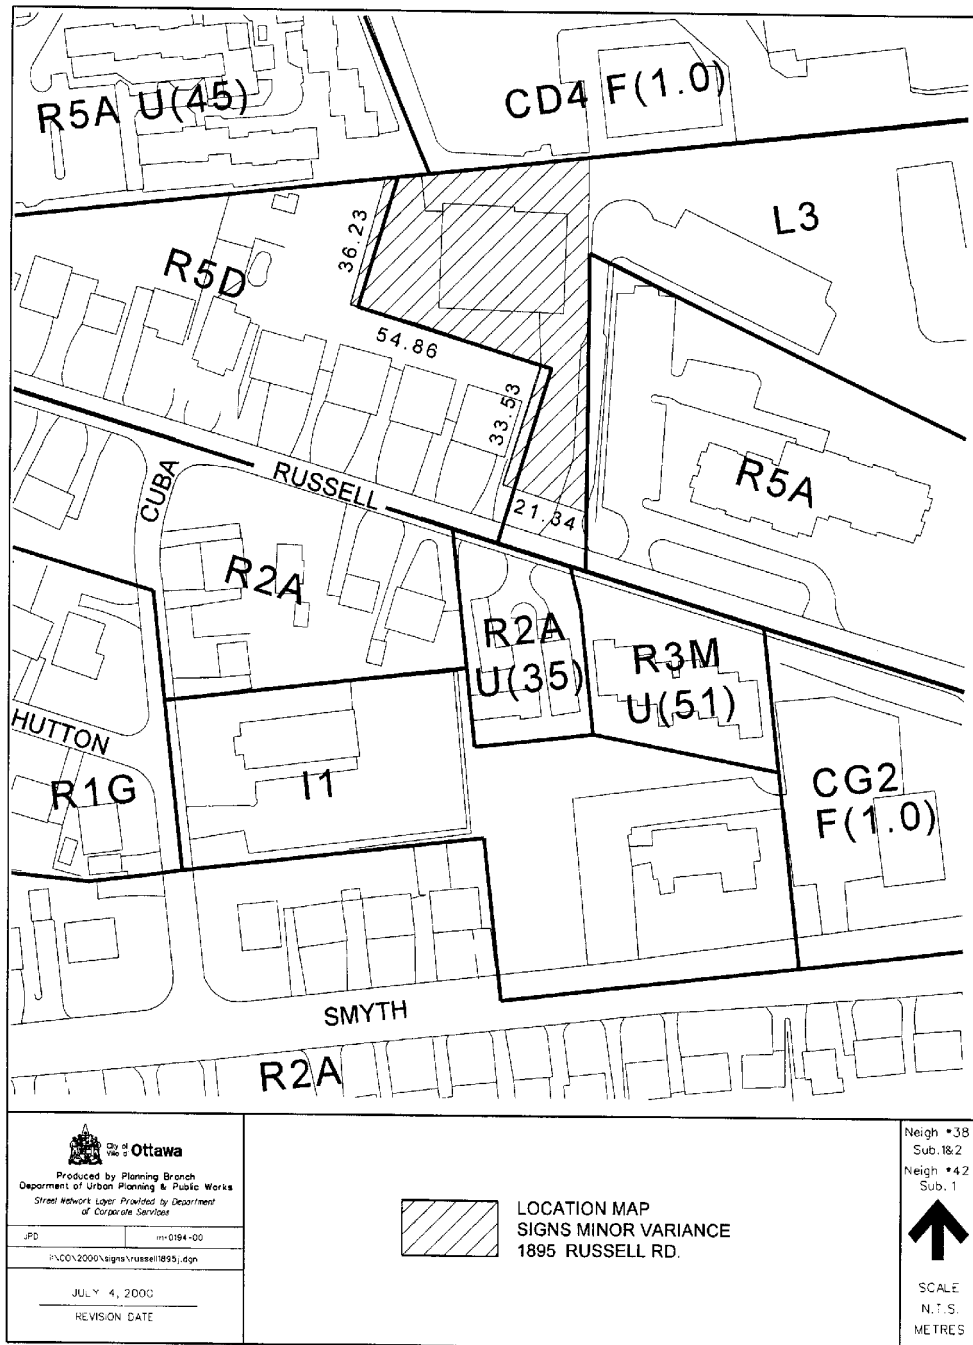 R5A U(45)
CD4 F(1.0)
L3
R5D
36.23
54.86
33.53
21.34
R5A
RUSSELL
CUBA
R2A
R2A
U(35)
R3M
U(51)
HUTTON
R1G
I1
CG2
F(1.0)
SMYTH
R2A
City of
Ville d' Ottawa
Produced by Planning Branch
Department of Urban Planning & Public Works
Street Network Layer Provided by Department
of Corporate Services
JPD
m-0194-00
JULY 4, 2000
REVISION DATE
LOCATION MAP
SIGNS MINOR VARIANCE
1895 RUSSELL RD.
Neigh *38
Sub.1&2
Neigh *42
Sub. 1
SCALE
N.T.S.
METRES